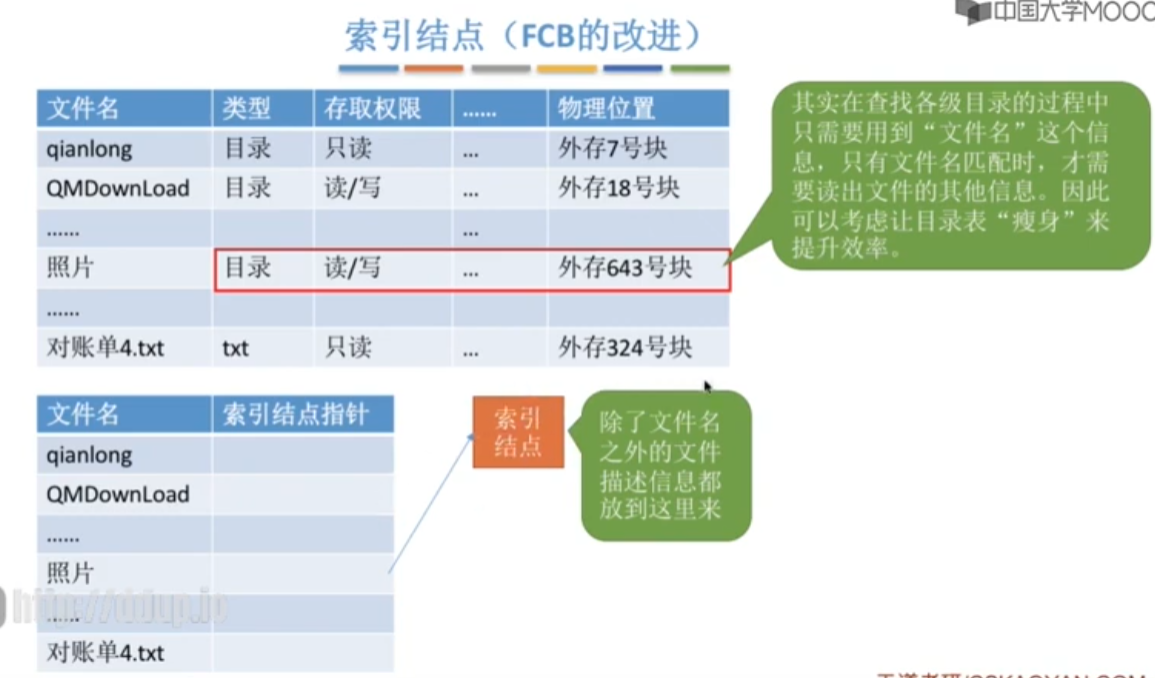 中国大学MOOC
索引结点（FCB的改进）
文件名 类型 存取权限 …… 物理位置
qianlong 目录 只读 … 外存7号块
QMDownLoad 目录 读/写 … 外存18号块
…… …
照片 目录 读/写 … 外存643号块
……
对账单4.txt txt 只读 … 外存324号块
其实在查找各级目录的过程中
只需要用到“文件名”这个信
息，只有文件名匹配时，才需
要读出文件的其他信息。因此
可以考虑让目录表“瘦身”来
提升效率。
文件名 索引结点指针
qianlong
QMDownLoad
……
照片
……
对账单4.txt
索引
结点
除了文件名
之外的文件
描述信息都
放到这里来